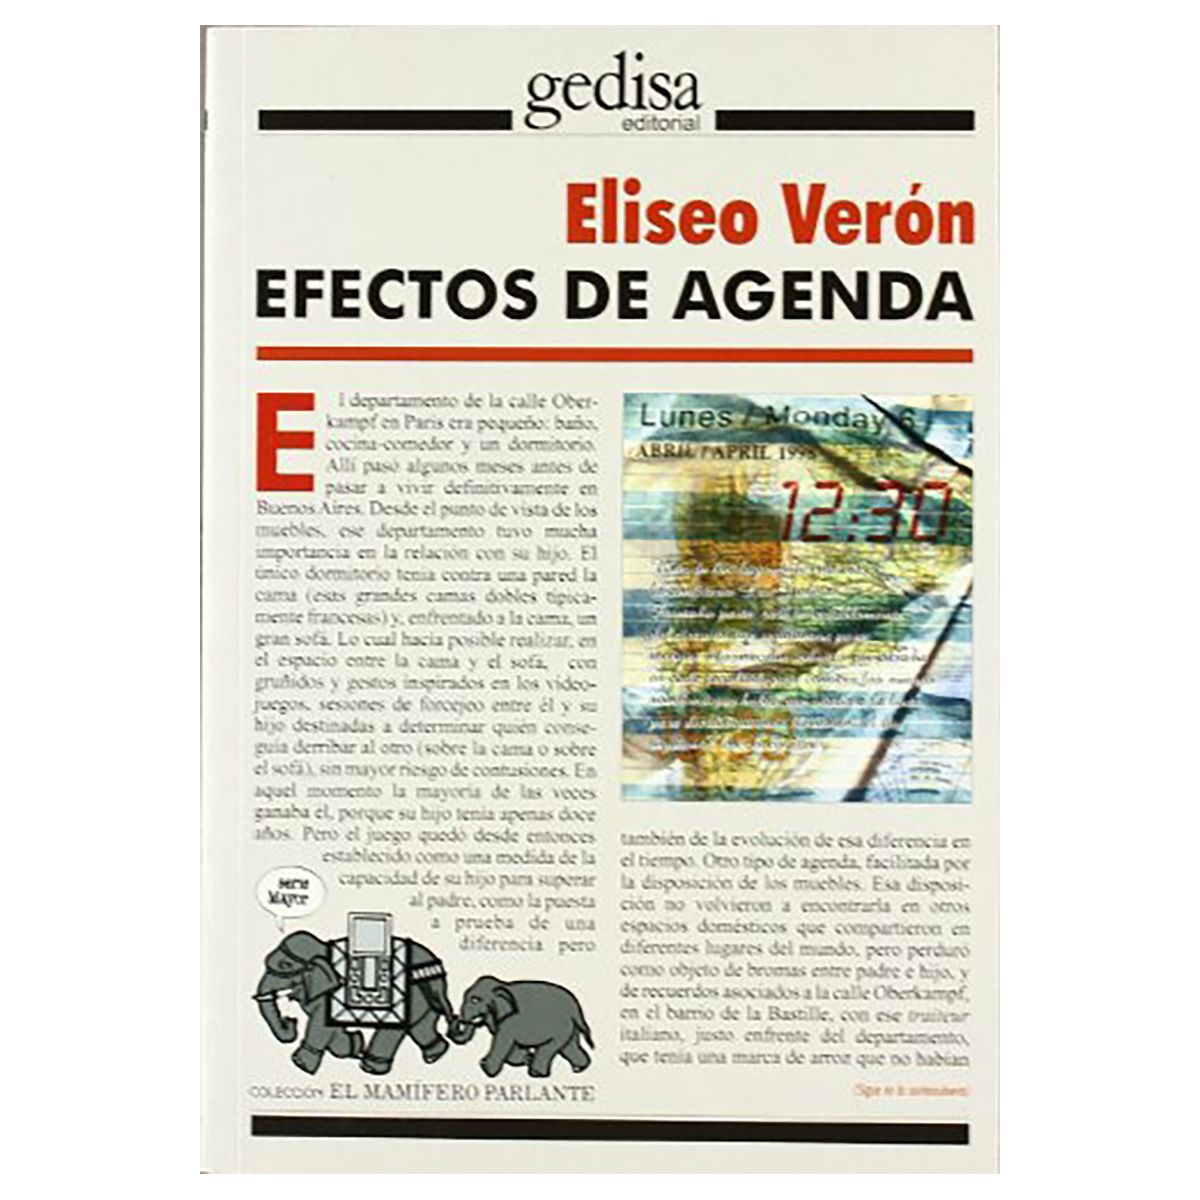 gedisa
editorial
Eliseo Verón
EFECTOS DE AGENDA
El departamento de la calle Ober-
kampf en París era pequeño: baño,
cocina-comedor y un dormitorio.
Allí pasó algunos meses antes de
pasar a vivir definitivamente en
Buenos Aires. Desde el punto de vista de los
muebles, ese departamento tuvo mucha
importancia en la relación con su hijo. El
único dormitorio tenía contra una pared la
cama (esas grandes camas dobles típica-
mente francesas) y, enfrentado a la cama, un
gran sofá. Lo cual hacía posible realizar, en
el espacio entre la cama y el sofá, con
gruñidos y gestos inspirados en los video-
juegos, sesiones de forcejeo entre él y su
hijo destinadas a determinar quién conse-
guía derribar al otro (sobre la cama o sobre
el sofá), sin mayor riesgo de contusiones. En
aquel momento la mayoría de las veces
ganaba él, porque su hijo tenía apenas doce
años. Pero el juego quedó desde entonces
establecido como una medida de la
capacidad de su hijo para superar
al padre, como la puesta
a prueba de una
diferencia pero
serie
Mayor
COLECCIÓN EL MAMÍFERO PARLANTE
Lunes / Monday 6
ABRIL / APRIL 1998
12:30
también de la evolución de esa diferencia en
el tiempo. Otro tipo de agenda, facilitada por
la disposición de los muebles. Esa disposi-
ción no volvieron a encontrarla en otros
espacios domésticos que compartieron en
diferentes lugares del mundo, pero perduró
como objeto de bromas entre padre e hijo, y
de recuerdos asociados a la calle Oberkampf,
en el barrio de la Bastille, con ese traiteur
italiano, justo enfrente del departamento,
que tenía una marca de arroz que no habían